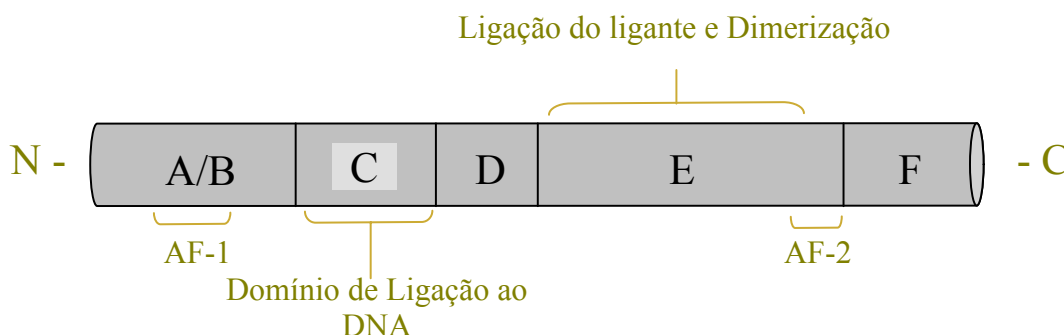 Ligação do ligante e Dimerização
N - A/B C D E F - C
AF-1 AF-2
Domínio de Ligação ao
DNA